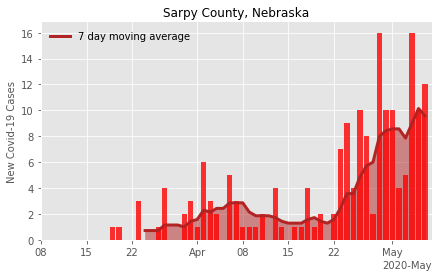 Sarpy County, Nebraska
7 day moving average
New Covid-19 Cases
16
14
12
10
8
6
4
2
0
08 15 22 Apr 08 15 22 May
2020-May